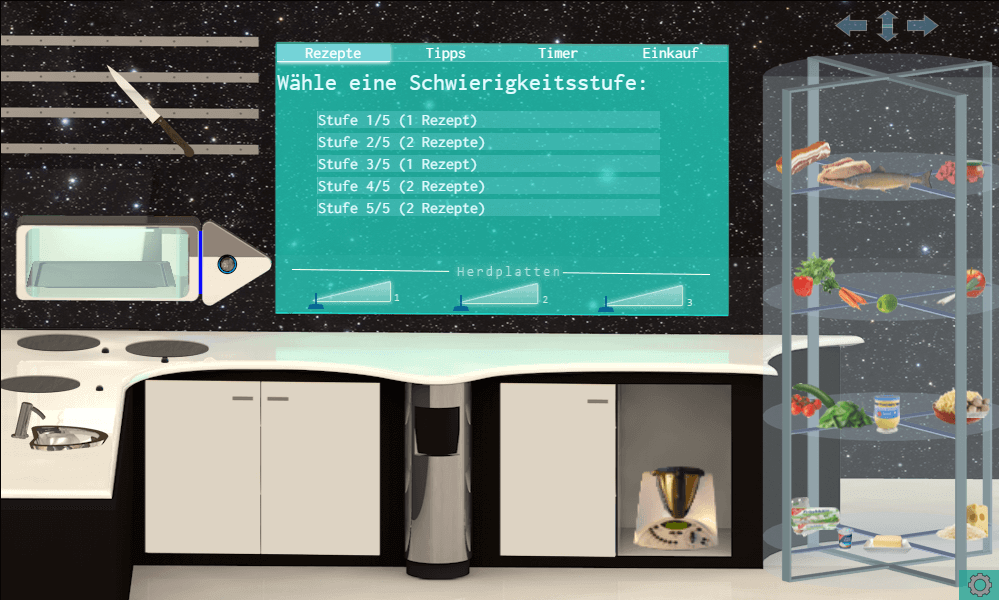 Rezepte Tipps Timer Einkauf
Wähle eine Schwierigkeitsstufe:
Stufe 1/5 (1 Rezept)
Stufe 2/5 (2 Rezepte)
Stufe 3/5 (1 Rezept)
Stufe 4/5 (2 Rezepte)
Stufe 5/5 (2 Rezepte)
Herdplatten
1 2 3